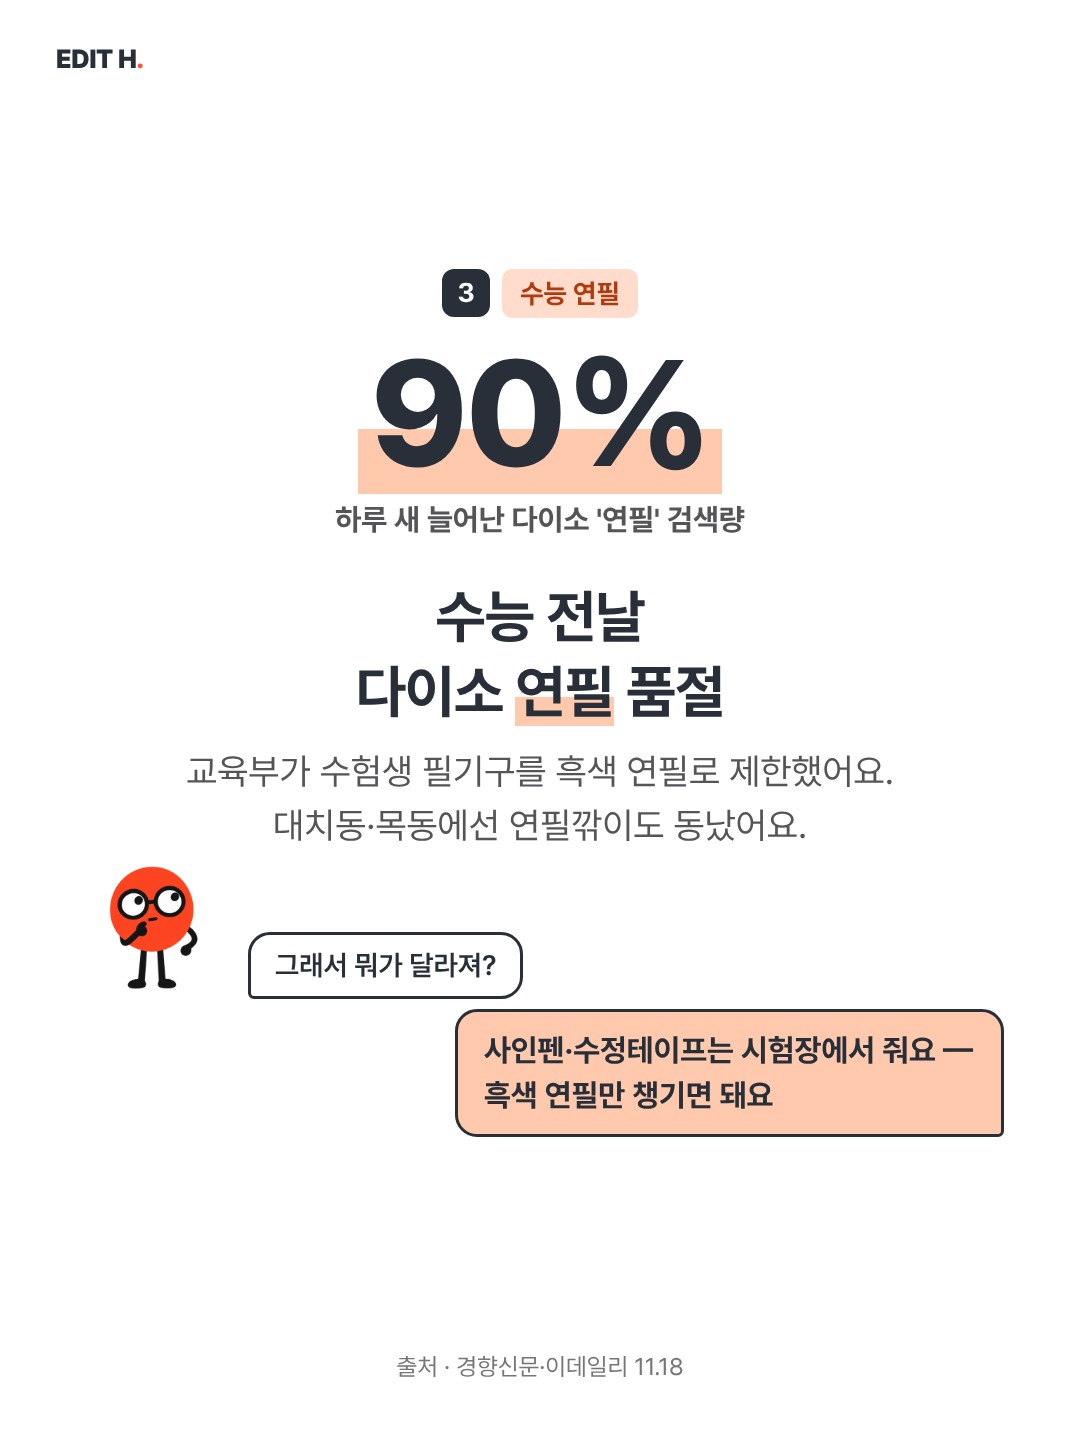 EDIT H.
3 수능 연필
90%
하루 새 늘어난 다이소 '연필' 검색량
수능 전날
다이소 연필 품절
교육부가 수험생 필기구를 흑색 연필로 제한했어요.
대치동·목동에선 연필깎이도 동났어요.
그래서 뭐가 달라져?
사인펜·수정테이프는 시험장에서 줘요 —
흑색 연필만 챙기면 돼요
출처 · 경향신문·이데일리 11.18